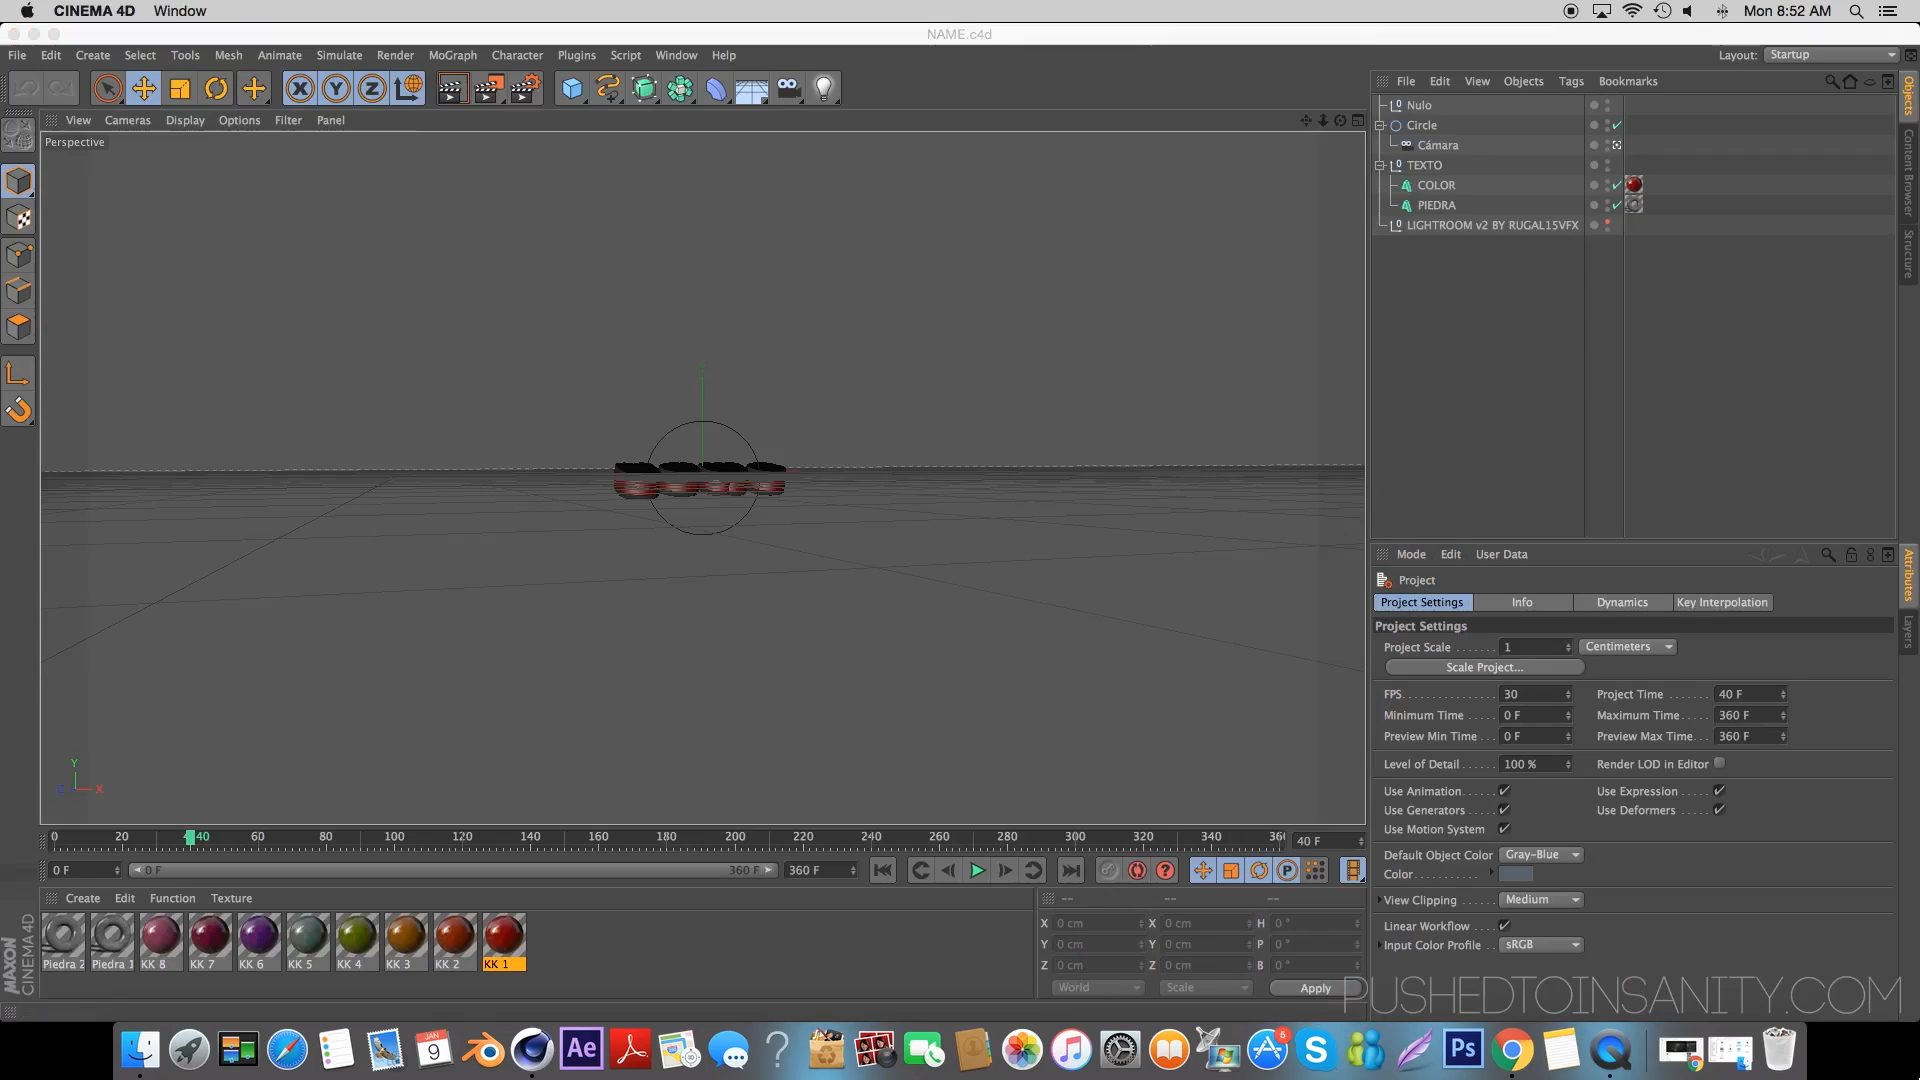 CINEMA 4D Window Mon 8:52 AM
NAME.c4d
File Edit Create Select Tools Mesh Animate Simulate Render MoGraph Character Plugins Script Window Help Layout: Startup
File Edit View Objects Tags Bookmarks
View Cameras Display Options Filter Panel
Perspective
Nulo
Circle
Cámara
TEXTO
COLOR
PIEDRA
LIGHTROOM v2 BY RUGAL15VFX
Objects
Content Browser
Structure
Mode Edit User Data
Project
Project Settings Info Dynamics Key Interpolation
Project Settings
Project Scale 1 Centimeters
Scale Project...
FPS 30 Project Time 40 F
Minimum Time 0 F Maximum Time 360 F
Preview Min Time 0 F Preview Max Time 360 F
Level of Detail 100 % Render LOD in Editor
Use Animation Use Expression
Use Generators Use Deformers
Use Motion System
Default Object Color Gray-Blue
Color
View Clipping Medium
Linear Workflow
Input Color Profile sRGB
Attributes
Layers
Y
Z X
0 20 40 60 80 100 120 140 160 180 200 220 240 260 280 300 320 340 36 40 F
0 F 0 F 360 F 360 F
Create Edit Function Texture
Piedra 2 Piedra 1 KK 8 KK 7 KK 6 KK 5 KK 4 KK 3 KK 2 KK 1
-- -- --
X 0 cm X 0 cm H 0 °
Y 0 cm Y 0 cm P 0 °
Z 0 cm Z 0 cm B 0 °
World Scale Apply
MAXON
CINEMA 4D
PUSHEDTOINSANITY.COM
JAN
9
Ae
5
S
Ps